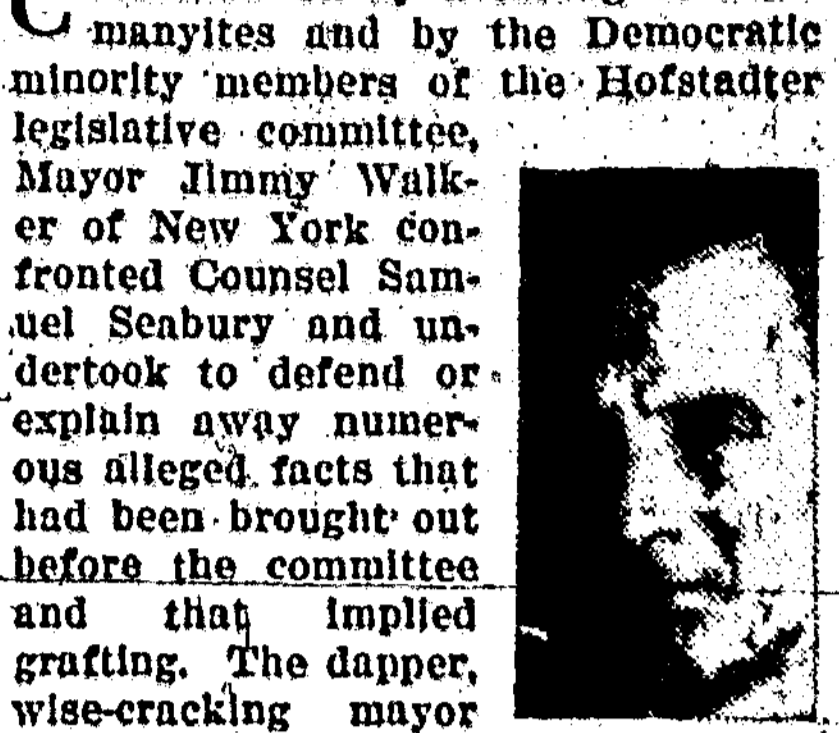 manyites and by the Democratic
minority members of the Hofstadter
legislative committee,
Mayor Jimmy Walk-
er of New York con-
fronted Counsel Sam-
uel Seabury and un-
dertook to defend or
explain away numer-
ous alleged facts that
had been brought out
before the committee
and that implied
grafting. The dapper,
wise-cracking mayor